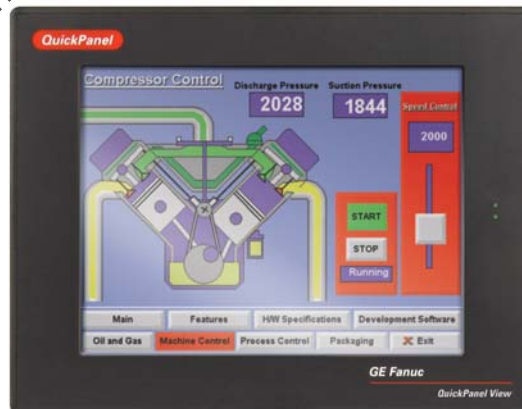 QuickPanel
Compressor Control
Discharge Pressure Suction Pressure
2028 1844
Speed Control
2000
START
STOP
Running
Main Features H/W Specifications Development Software
Oil and Gas Machine Control Process Control Packaging X Exit
GE Fanuc
QuickPanel View